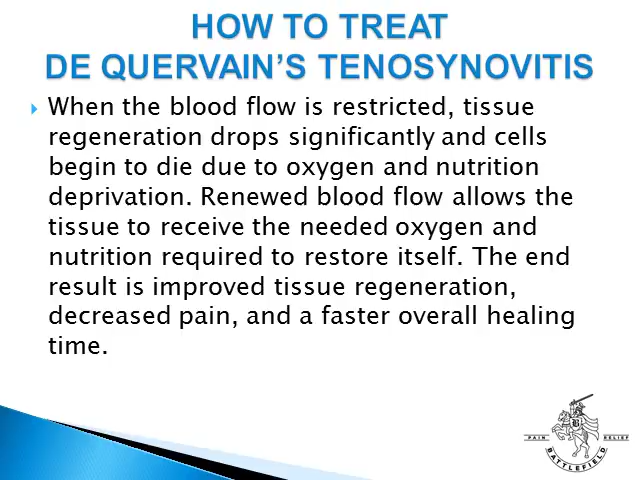 HOW TO TREAT
DE QUERVAIN'S TENOSYNOVITIS
When the blood flow is restricted, tissue
regeneration drops significantly and cells
begin to die due to oxygen and nutrition
deprivation. Renewed blood flow allows the
tissue to receive the needed oxygen and
nutrition required to restore itself. The end
result is improved tissue regeneration,
decreased pain, and a faster overall healing
time.
B
PAIN RELIEF
BATTLEFIELD